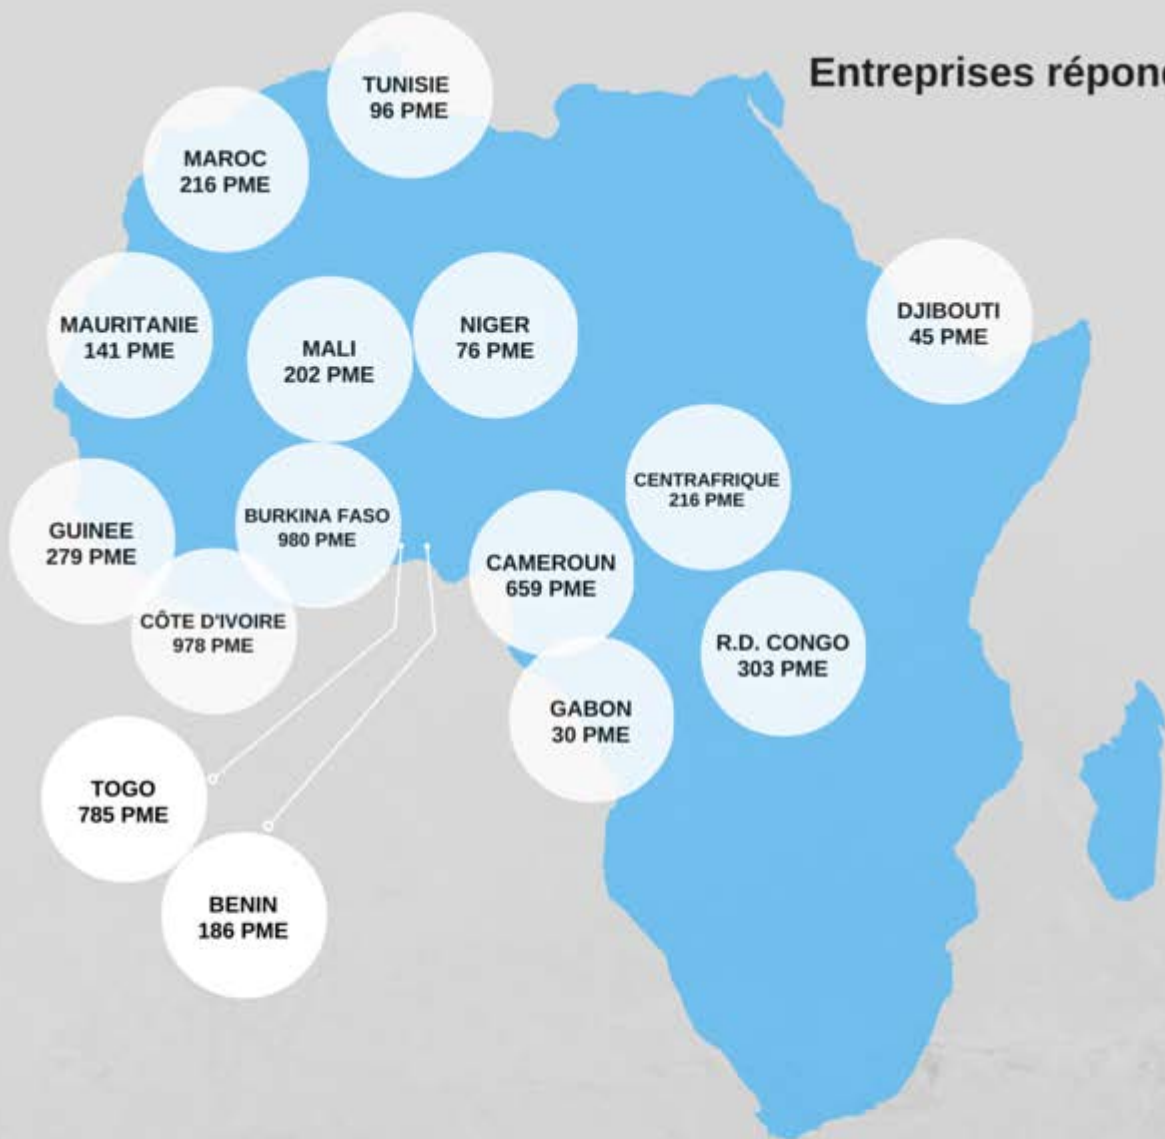 Entreprises répond
TUNISIE
96 PME
MAROC
216 PME
MAURITANIE
141 PME
MALI
202 PME
NIGER
76 PME
DJIBOUTI
45 PME
CENTRAFRIQUE
216 PME
GUINEE
279 PME
BURKINA FASO
980 PME
CAMEROUN
659 PME
CÔTE D'IVOIRE
978 PME
R.D. CONGO
303 PME
GABON
30 PME
TOGO
785 PME
BENIN
186 PME